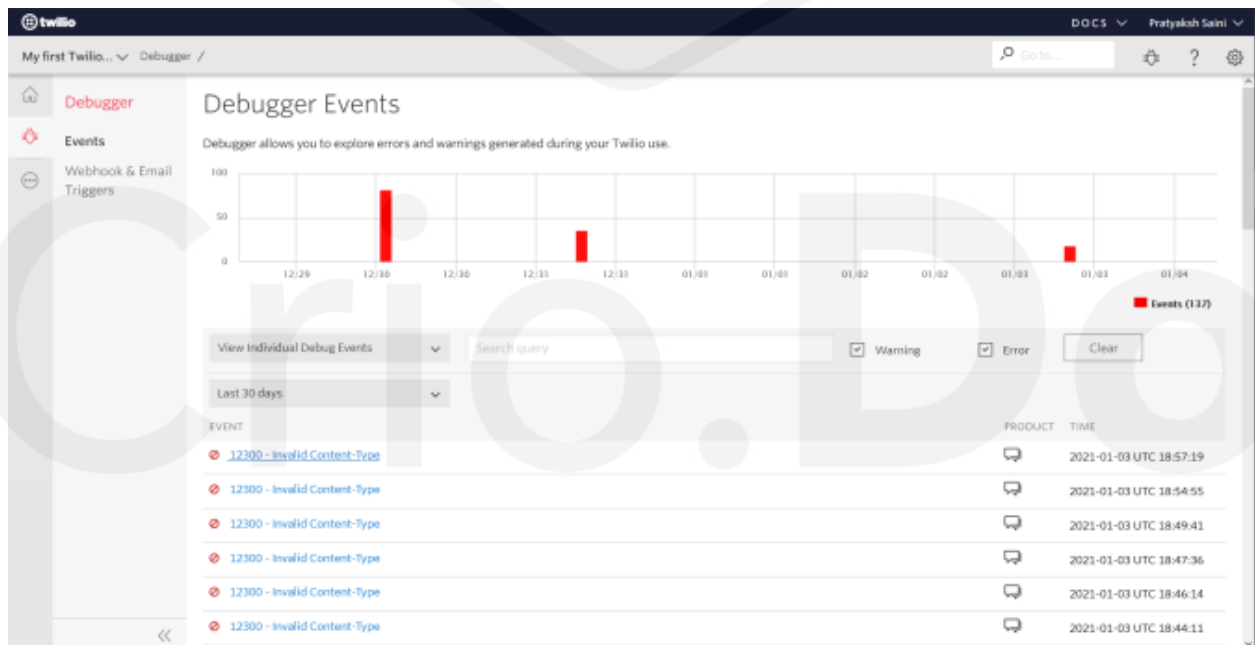 twilio
DOCS
Pratyaksh Saini
My first Twilio...
Debugger /
Go to...
Debugger
Events
Webhook & Email
Triggers
Debugger Events
Debugger allows you to explore errors and warnings generated during your Twilio use.
100
50
0
12/29 12/30 12/30 12/31 12/31 01/01 01/01 01/02 01/02 01/03 01/03 01/04
Events (137)
View Individual Debug Events
Search query
Warning
Error
Clear
Last 30 days
EVENT PRODUCT TIME
12300 - Invalid Content-Type 2021-01-03 UTC 18:57:19
12300 - Invalid Content-Type 2021-01-03 UTC 18:54:55
12300 - Invalid Content-Type 2021-01-03 UTC 18:49:41
12300 - Invalid Content-Type 2021-01-03 UTC 18:47:36
12300 - Invalid Content-Type 2021-01-03 UTC 18:46:14
12300 - Invalid Content-Type 2021-01-03 UTC 18:44:11
Crio.Do